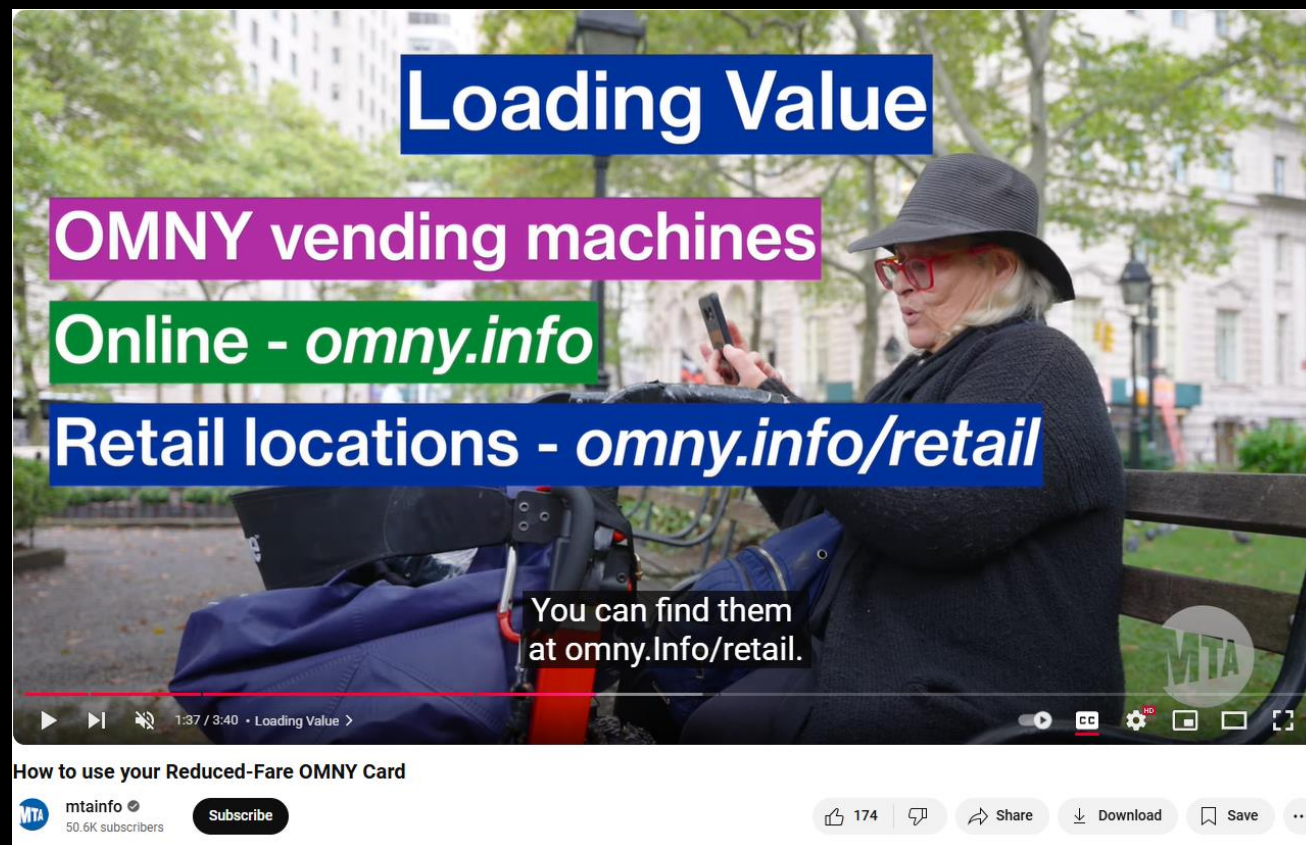 Loading Value
OMNY vending machines
Online - omny.info
Retail locations - omny.info/retail
You can find them
at omny.Info/retail.
MTA
1:37 / 3:40 • Loading Value >
CC
HD
How to use your Reduced-Fare OMNY Card
MTA
mtainfo
50.6K subscribers
Subscribe
174
Share
Download
Save